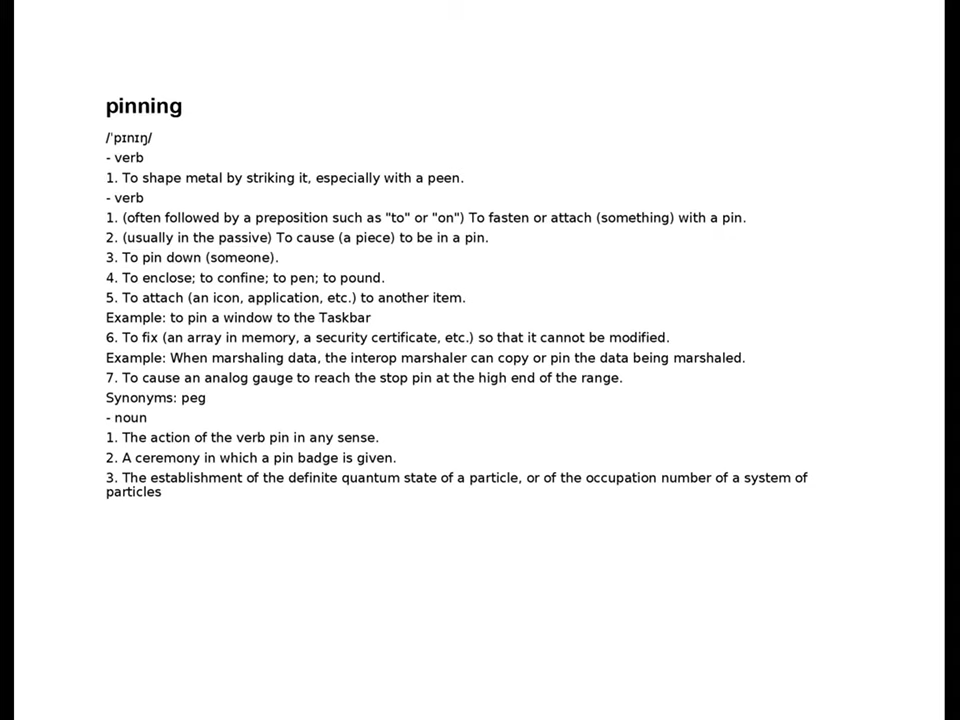 pinning
/ˈpɪnɪŋ/
- verb
1. To shape metal by striking it, especially with a peen.
- verb
1. (often followed by a preposition such as "to" or "on") To fasten or attach (something) with a pin.
2. (usually in the passive) To cause (a piece) to be in a pin.
3. To pin down (someone).
4. To enclose; to confine; to pen; to pound.
5. To attach (an icon, application, etc.) to another item.
Example: to pin a window to the Taskbar
6. To fix (an array in memory, a security certificate, etc.) so that it cannot be modified.
Example: When marshaling data, the interop marshaler can copy or pin the data being marshaled.
7. To cause an analog gauge to reach the stop pin at the high end of the range.
Synonyms: peg
- noun
1. The action of the verb pin in any sense.
2. A ceremony in which a pin badge is given.
3. The establishment of the definite quantum state of a particle, or of the occupation number of a system of
particles